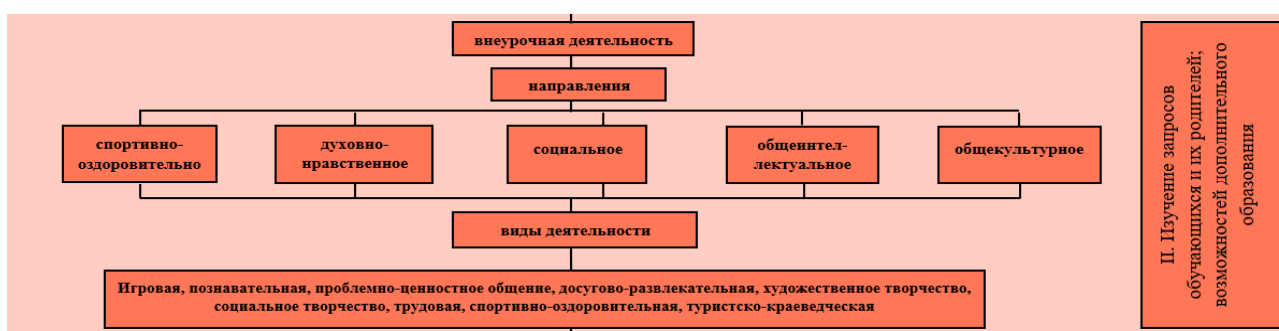 внеурочная деятельность
направления
спортивно-
оздоровительно
духовно-
нравственное
социальное
общеинтел-
лектуальное
общекультурное
виды деятельности
Игровая, познавательная, проблемно-ценностное общение, досугово-развлекательная, художественное творчество,
социальное творчество, трудовая, спортивно-оздоровительная, туристско-краеведческая
II. Изучение запросов
обучающихся и их родителей;
возможностей дополнительного
образования